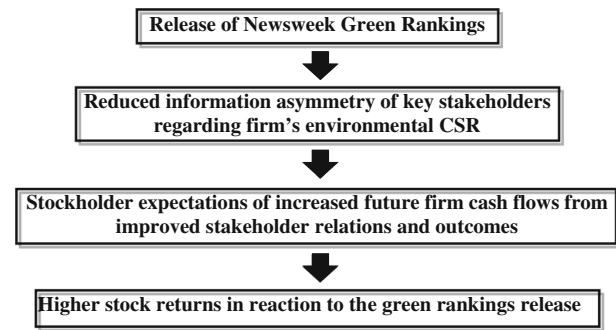 Release of Newsweek Green Rankings
Reduced information asymmetry of key stakeholders
regarding firm's environmental CSR
Stockholder expectations of increased future firm cash flows from
improved stakeholder relations and outcomes
Higher stock returns in reaction to the green rankings release